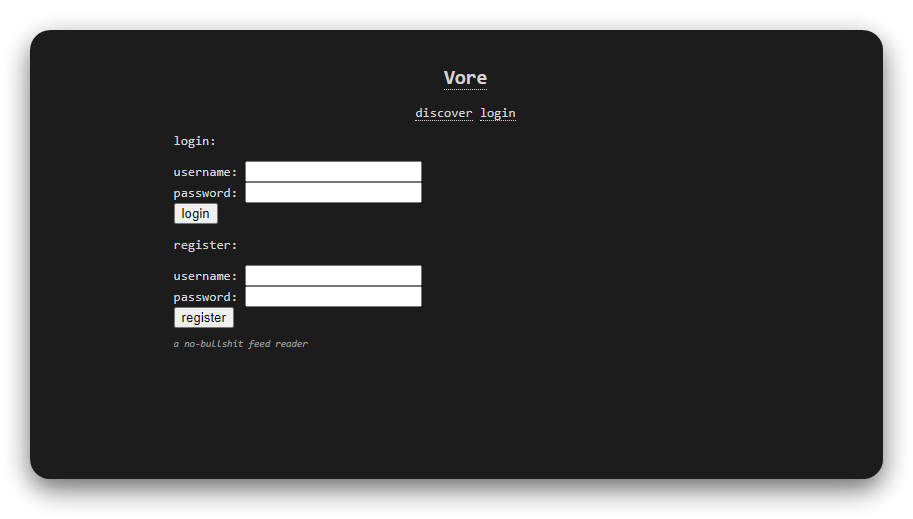 Vore
discover login
login:
username:
password:
login
register:
username:
password:
register
a no-bullshit feed reader